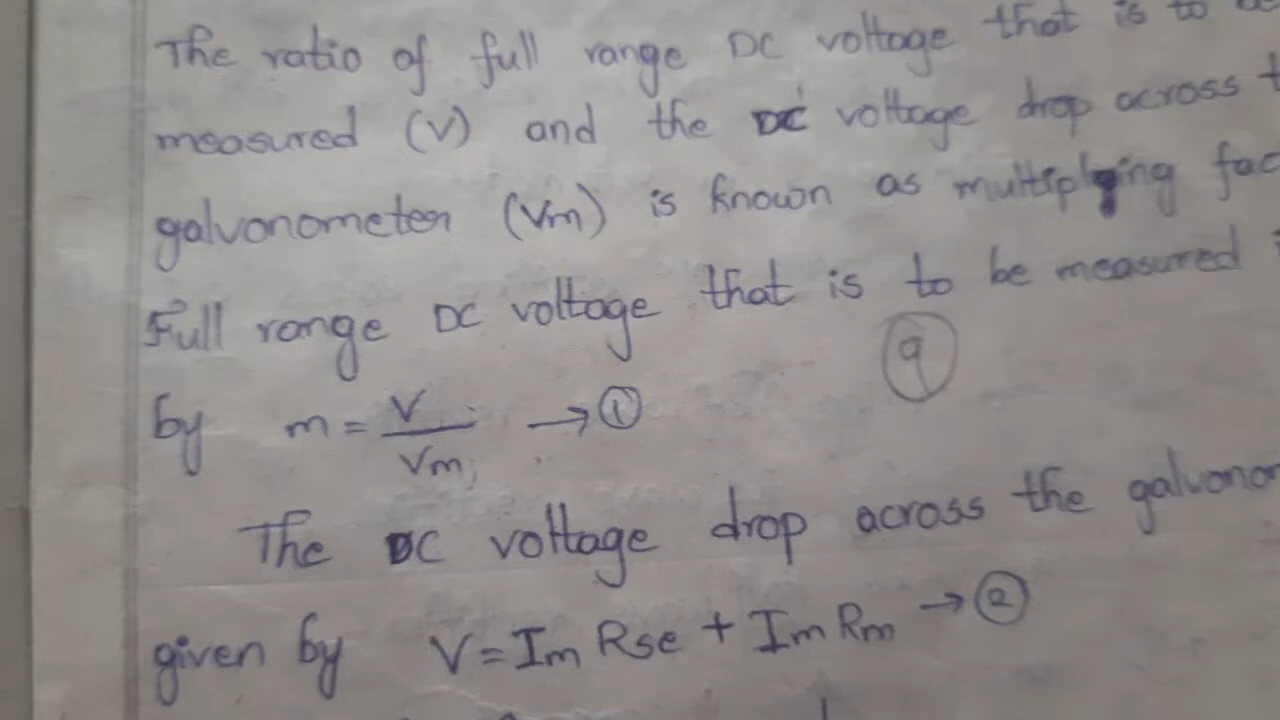 The ratio of full range DC voltage that is to
measured (V) and the DC voltage drop across
galvonometer (Vm) is known as multiplying fac
Full range DC voltage that is to be measured
9
by m = V / Vm → ①
The DC voltage drop across the galvono
given by V = Im Rse + Im Rm → ②